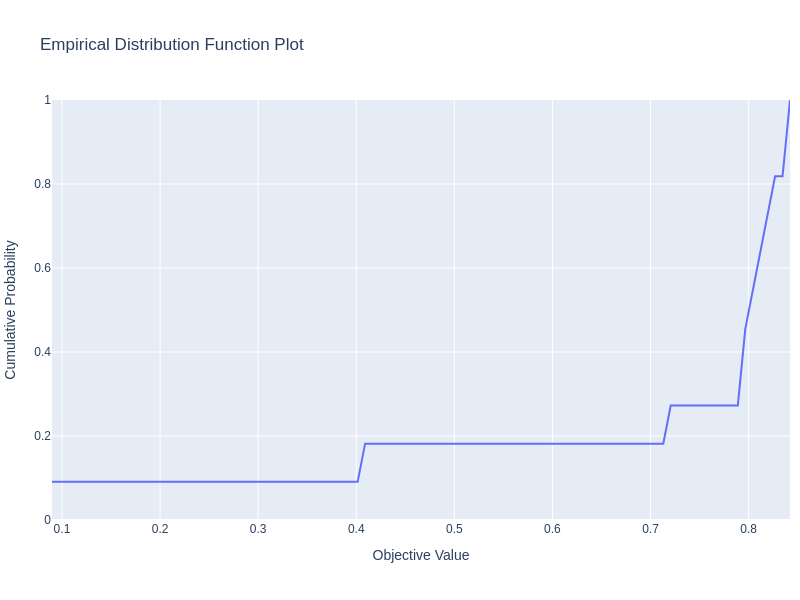 Empirical Distribution Function Plot
1
0.8
0.6
0.4
0.2
0
0.1 0.2 0.3 0.4 0.5 0.6 0.7 0.8
Cumulative Probability
Objective Value